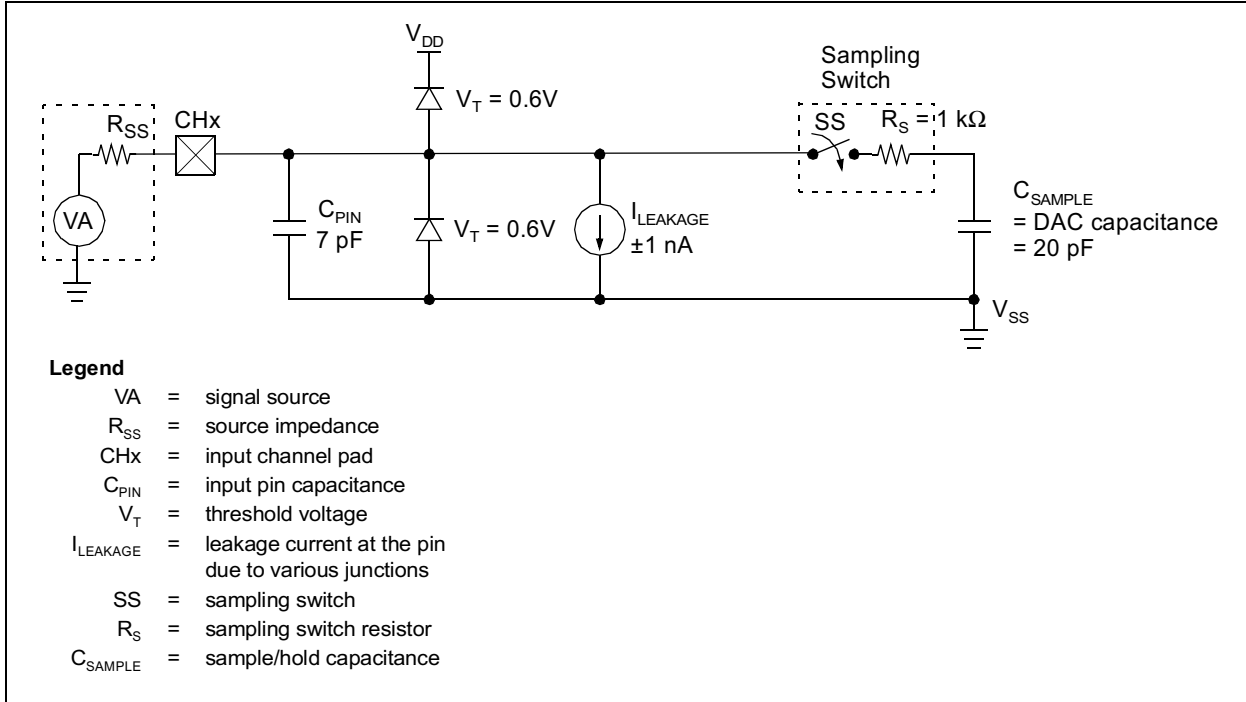 V_DD
Sampling
Switch
R_SS
CHx
V_T = 0.6V
SS
R_S = 1 kΩ
VA
C_PIN
7 pF
V_T = 0.6V
I_LEAKAGE
±1 nA
C_SAMPLE
= DAC capacitance
= 20 pF
V_SS
Legend
VA = signal source
R_SS = source impedance
CHx = input channel pad
C_PIN = input pin capacitance
V_T = threshold voltage
I_LEAKAGE = leakage current at the pin
due to various junctions
SS = sampling switch
R_S = sampling switch resistor
C_SAMPLE = sample/hold capacitance